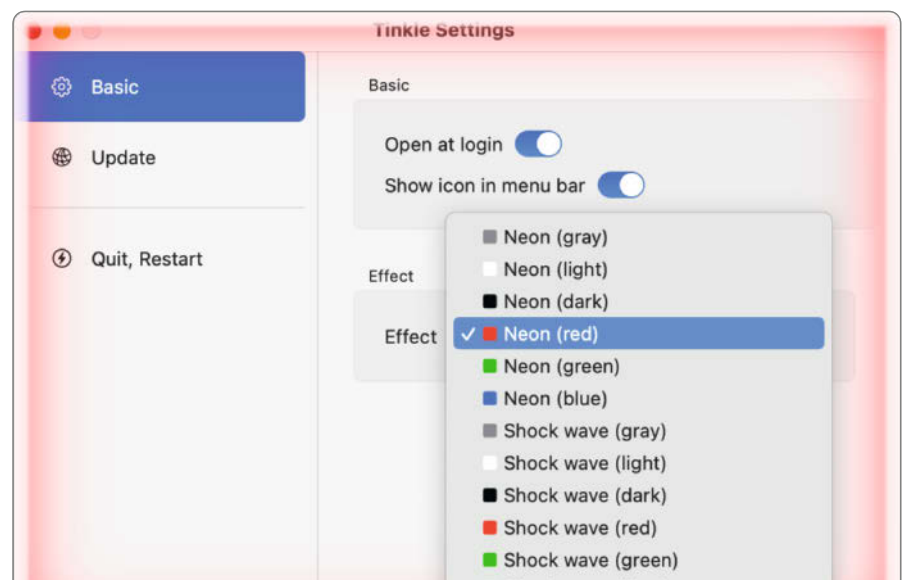 Tinkle Settings
Basic
Update
Quit, Restart
Basic
Open at login
Show icon in menu bar
Effect
Effect
Neon (gray)
Neon (light)
Neon (dark)
Neon (red)
Neon (green)
Neon (blue)
Shock wave (gray)
Shock wave (light)
Shock wave (dark)
Shock wave (red)
Shock wave (green)